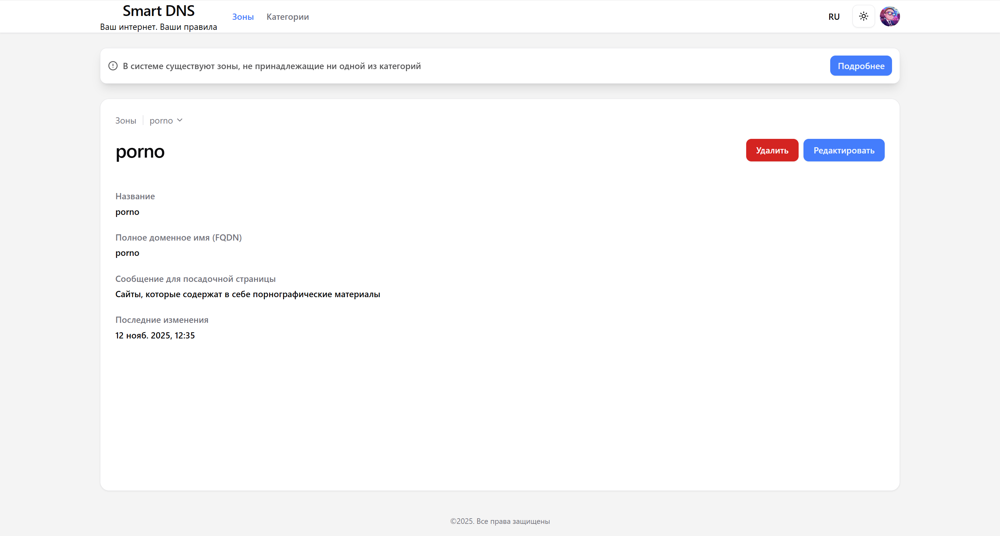 Smart DNS
Ваш интернет. Ваши правила
Зоны
Категории
RU
В системе существуют зоны, не принадлежащие ни одной из категорий
Подробнее
Зоны
porno
porno
Удалить
Редактировать
Название
porno
Полное доменное имя (FQDN)
porno
Сообщение для посадочной страницы
Сайты, которые содержат в себе порнографические материалы
Последние изменения
12 нояб. 2025, 12:35
©2025. Все права защищены